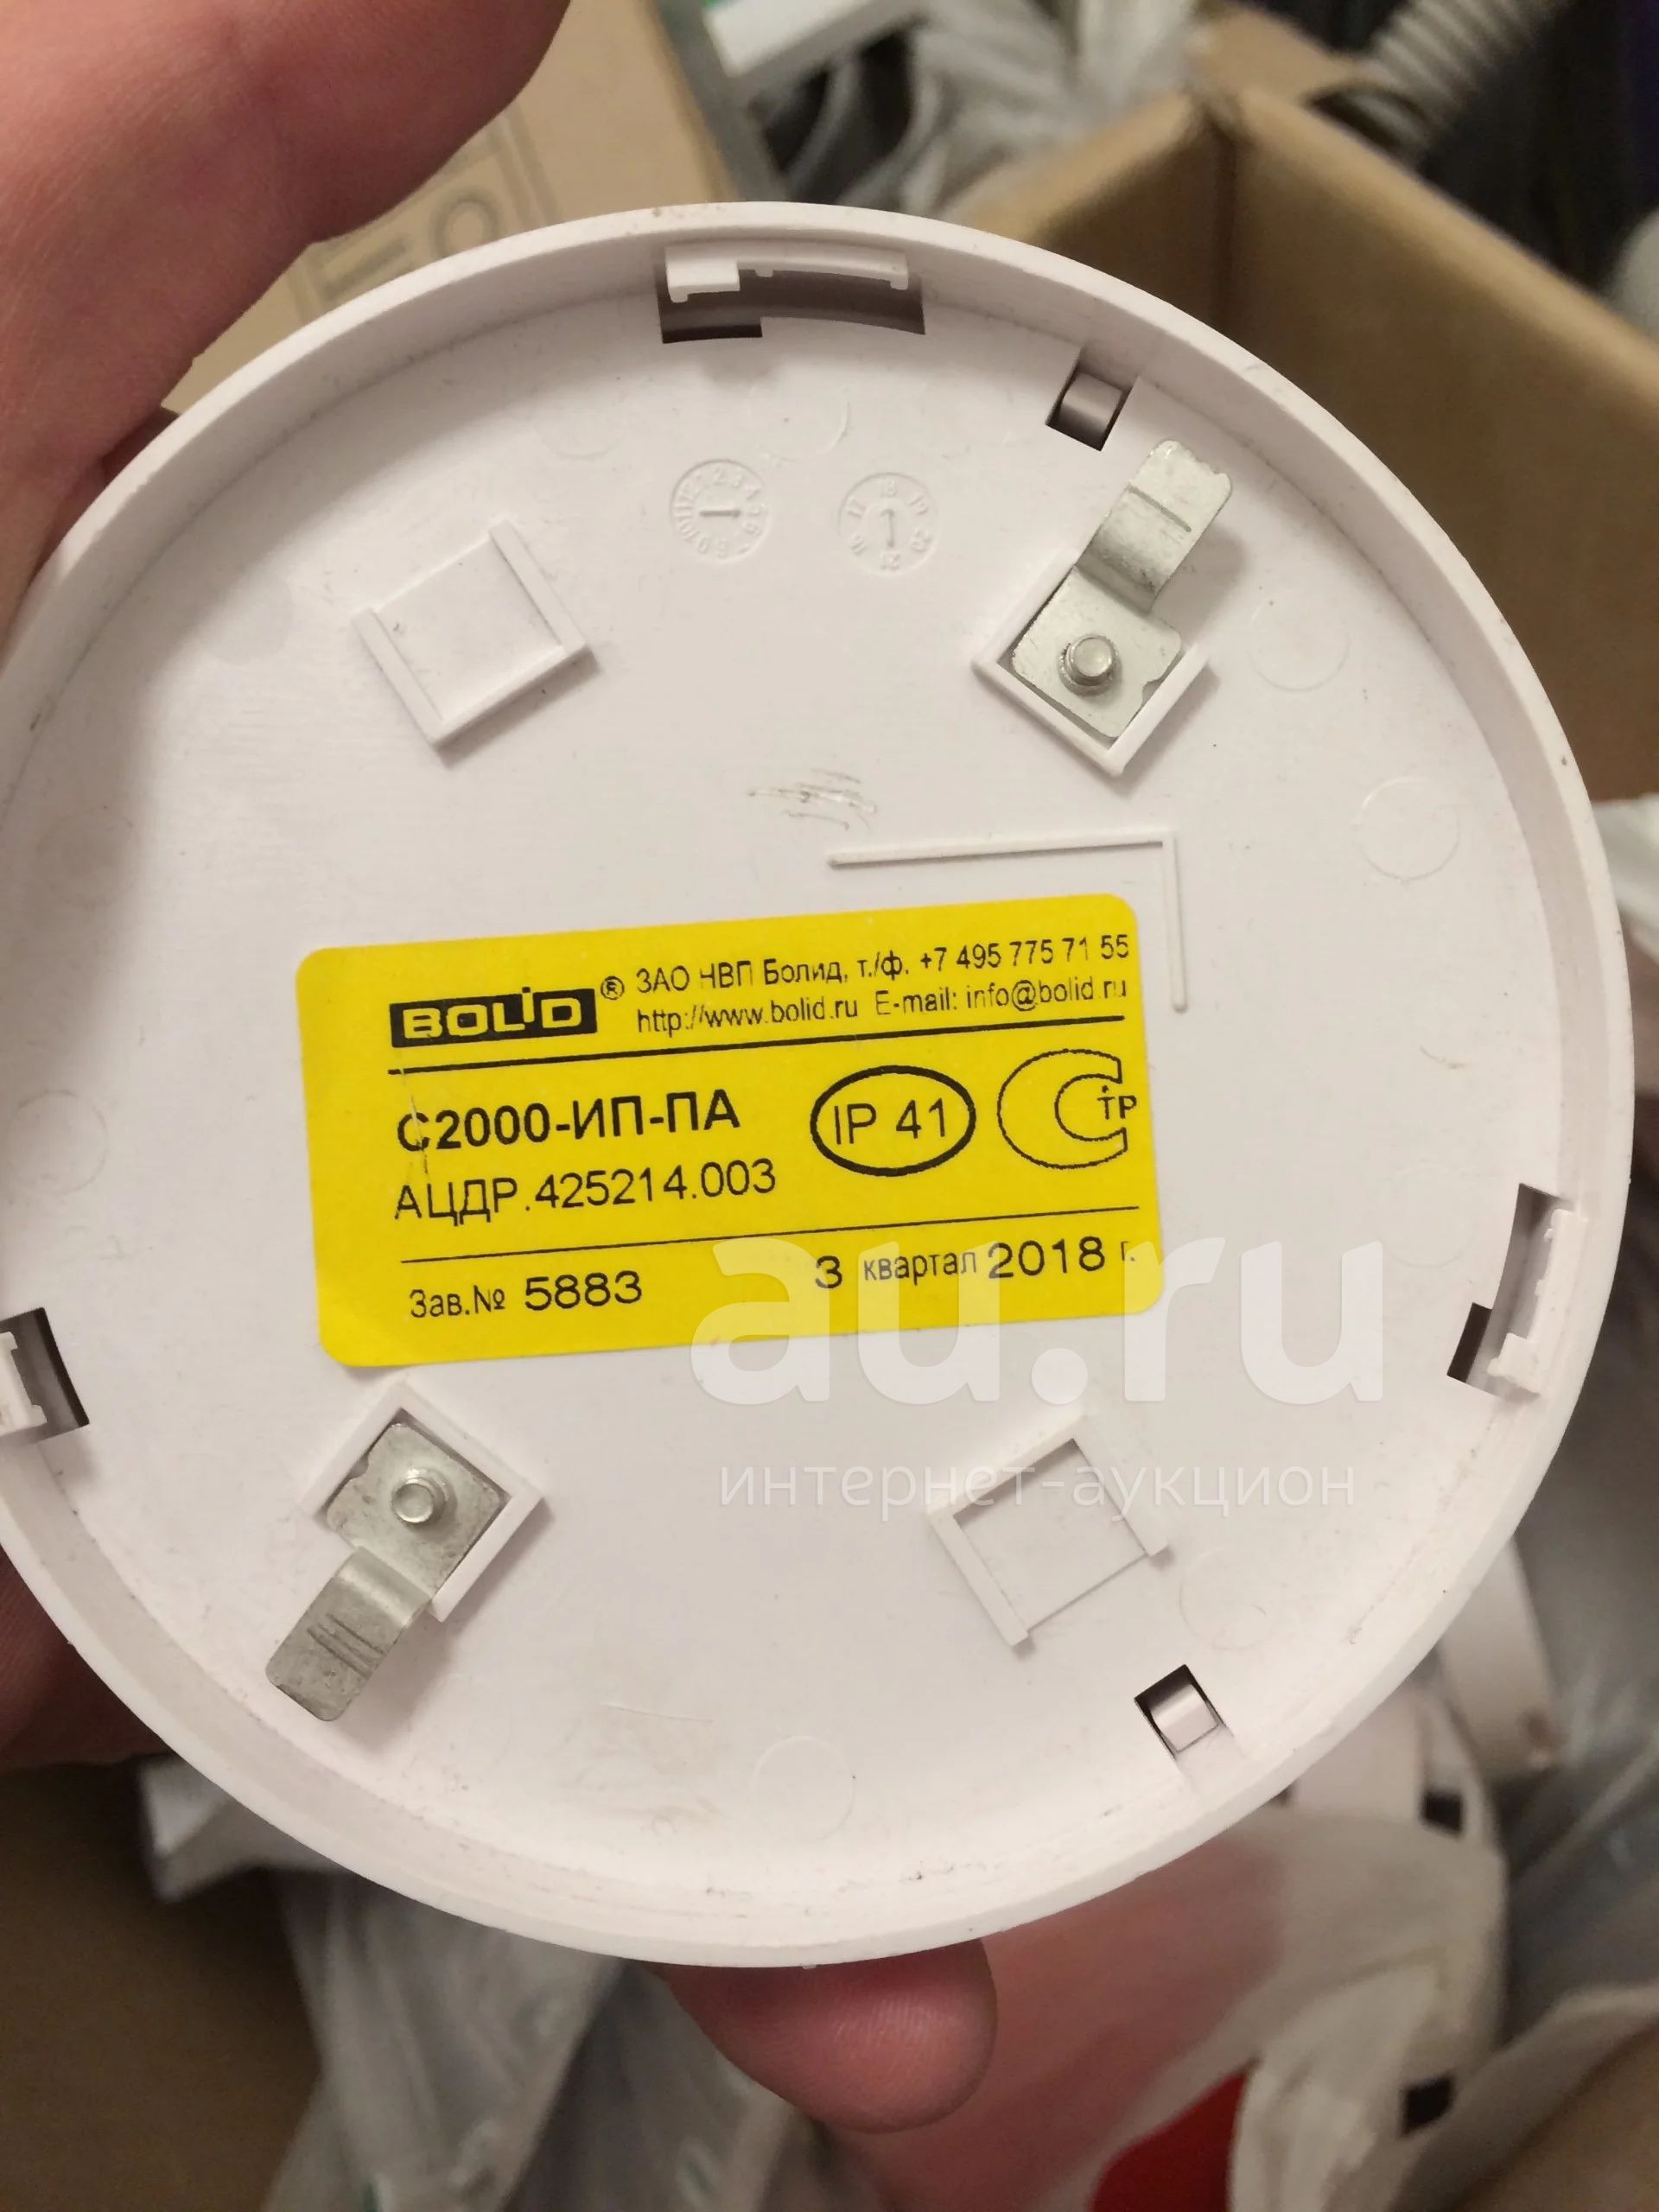 BOLID® ЗАО НВП Болид, т./ф. +7 495 775 71 55
http://www.bolid.ru E-mail: info@bolid.ru
С2000-ИП-ПА
АЦДР.425214.003
IP 41
С ТР
Зав.№ 5883 3 квартал 2018 г.
au.ru
интернет-аукцион